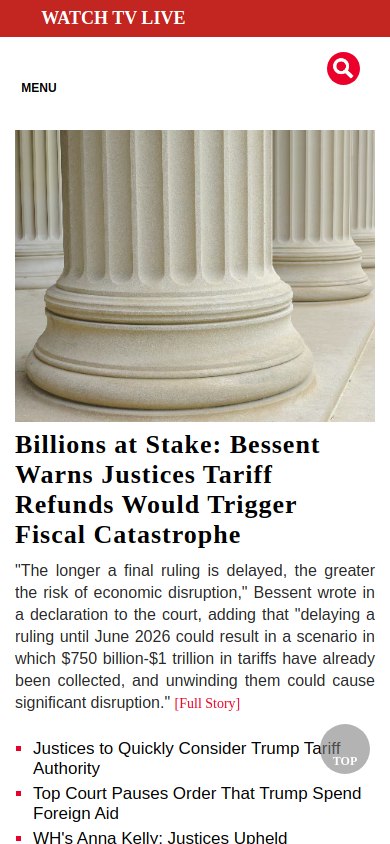 WATCH TV LIVE
MENU
Billions at Stake: Bessent
Warns Justices Tariff
Refunds Would Trigger
Fiscal Catastrophe
"The longer a final ruling is delayed, the greater
the risk of economic disruption," Bessent wrote in
a declaration to the court, adding that "delaying a
ruling until June 2026 could result in a scenario in
which $750 billion-$1 trillion in tariffs have already
been collected, and unwinding them could cause
significant disruption." [Full Story]
Justices to Quickly Consider Trump Tariff
Authority
TOP
Top Court Pauses Order That Trump Spend
Foreign Aid
WH's Anna Kelly: Justices Upheld